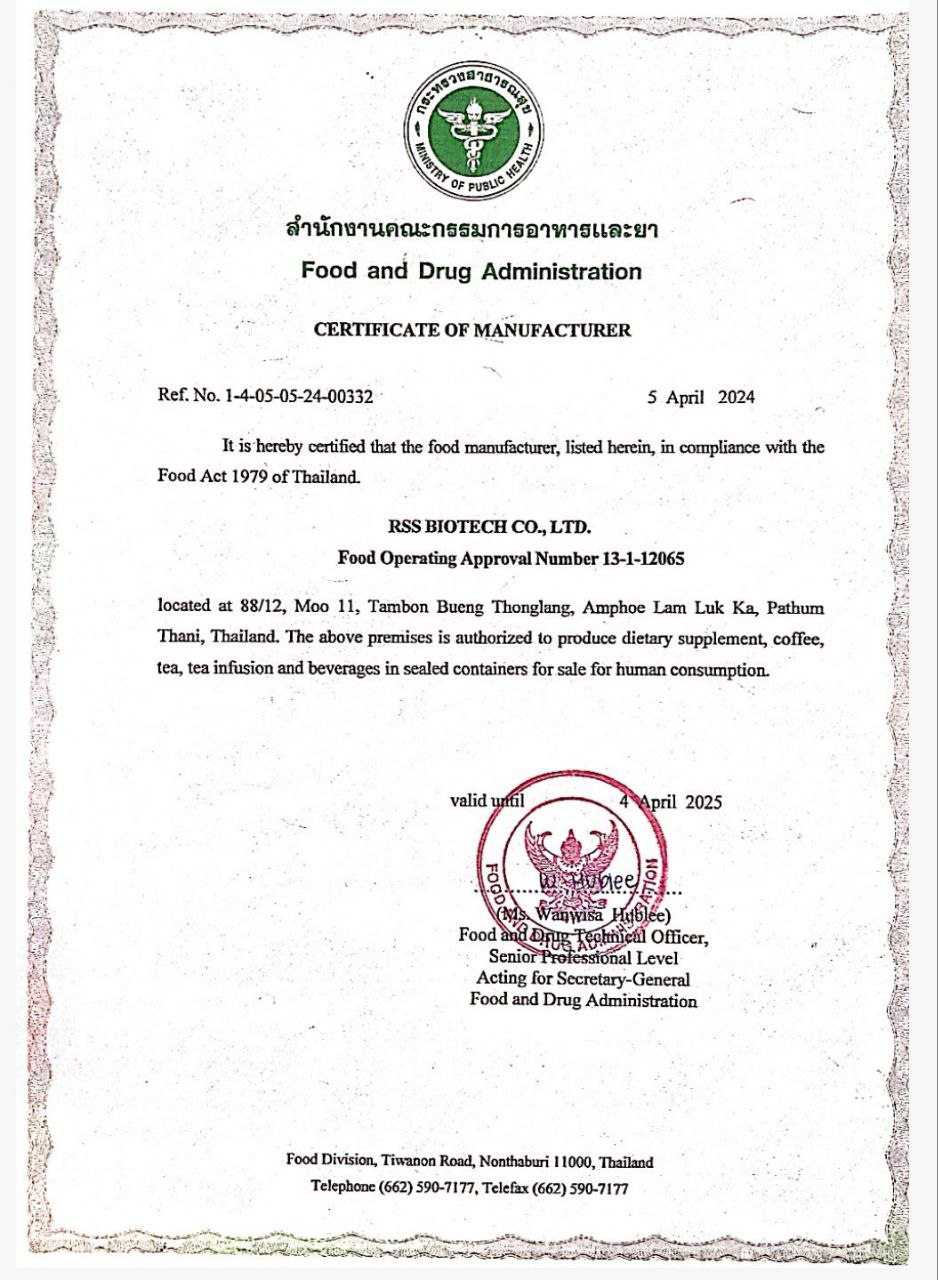 กระทรวงสาธารณสุข
MINISTRY OF PUBLIC HEALTH
สำนักงานคณะกรรมการอาหารและยา
Food and Drug Administration
CERTIFICATE OF MANUFACTURER
Ref. No. 1-4-05-05-24-00332 5 April 2024
It is hereby certified that the food manufacturer, listed herein, in compliance with the
Food Act 1979 of Thailand.
RSS BIOTECH CO., LTD.
Food Operating Approval Number 13-1-12065
located at 88/12, Moo 11, Tambon Bueng Thonglang, Amphoe Lam Luk Ka, Pathum
Thani, Thailand. The above premises is authorized to produce dietary supplement, coffee,
tea, tea infusion and beverages in sealed containers for sale for human consumption.
valid until 4 April 2025
W. Hublee
(Ms. Wanwisa Hublee)
FOOD AND DRUG ADMINISTRATION
Food and Drug Technical Officer,
Senior Professional Level
Acting for Secretary-General
Food and Drug Administration
Food Division, Tiwanon Road, Nonthaburi 11000, Thailand
Telephone (662) 590-7177, Telefax (662) 590-7177